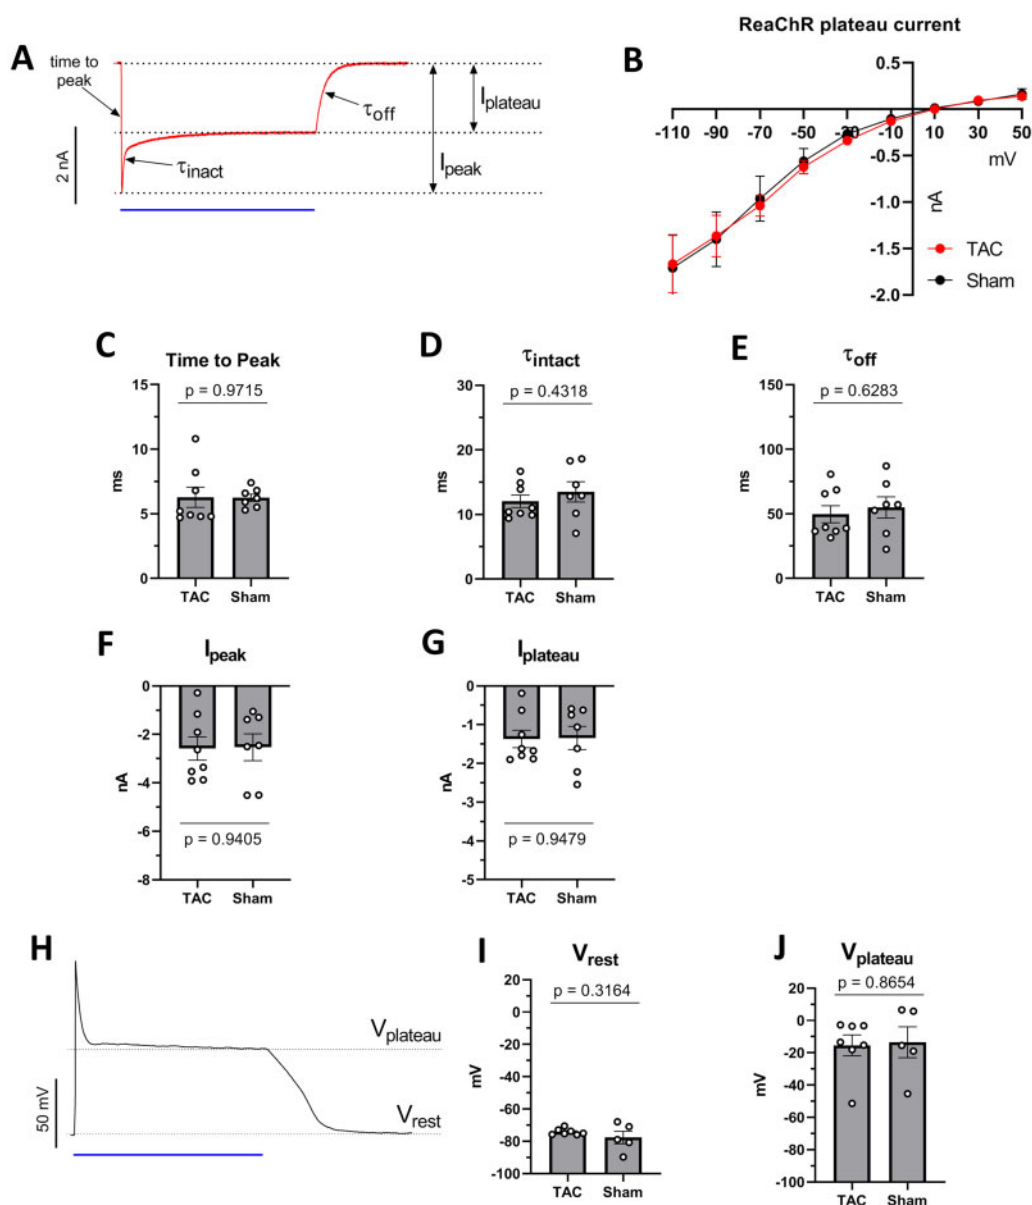 A
time to
peak
2 nA
τinact
τoff
Iplateau
Ipeak
ReaChR plateau current
B
0.5
-110 -90 -70 -50 -30 -10 10 30 50
mV
-0.5
-1.0
-1.5
-2.0
nA
TAC
Sham
C
Time to Peak
p = 0.9715
15
10
5
0
ms
TAC Sham
D
τintact
p = 0.4318
30
20
10
0
ms
TAC Sham
E
τoff
p = 0.6283
150
100
50
0
ms
TAC Sham
F
Ipeak
0
-2
-4
-6
-8
nA
p = 0.9405
TAC Sham
G
Iplateau
0
-1
-2
-3
-4
-5
nA
p = 0.9479
TAC Sham
H
Vplateau
Vrest
50 mV
I
Vrest
p = 0.3164
20
0
-20
-40
-60
-80
-100
mV
TAC Sham
J
Vplateau
p = 0.8654
20
0
-20
-40
-60
-80
-100
mV
TAC Sham